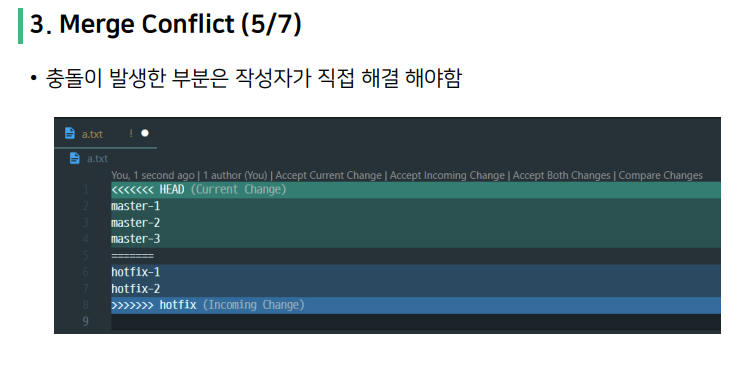 3. Merge Conflict (5/7)
• 충돌이 발생한 부분은 작성자가 직접 해결 해야함
a.txt ! ●
a.txt
You, 1 second ago | 1 author (You) | Accept Current Change | Accept Incoming Change | Accept Both Changes | Compare Changes
1 <<<<<<< HEAD (Current Change)
2 master-1
3 master-2
4 master-3
5 =======
6 hotfix-1
7 hotfix-2
8 >>>>>>> hotfix (Incoming Change)
9